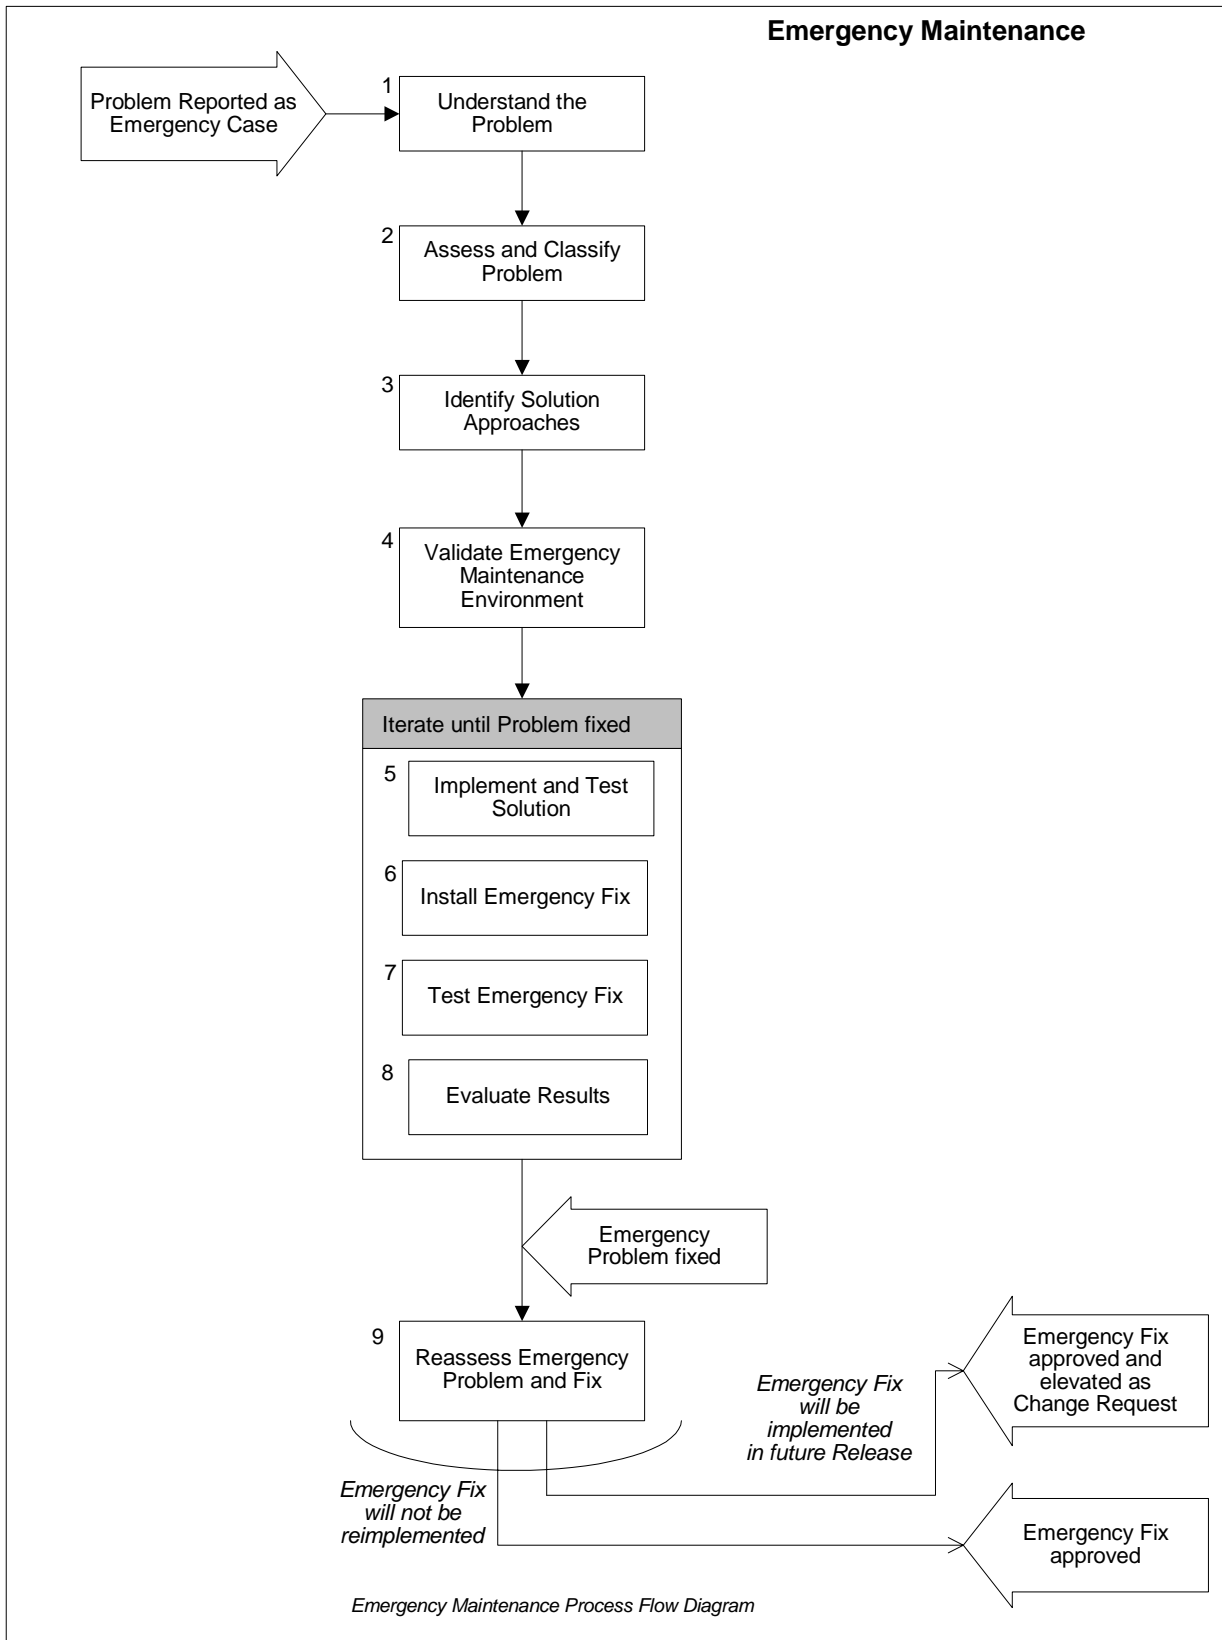 Emergency Maintenance
Problem Reported as
Emergency Case
1
Understand the
Problem
2
Assess and Classify
Problem
3
Identify Solution
Approaches
4
Validate Emergency
Maintenance
Environment
Iterate until Problem fixed
5
Implement and Test
Solution
6
Install Emergency Fix
7
Test Emergency Fix
8
Evaluate Results
Emergency
Problem fixed
9
Reassess Emergency
Problem and Fix
Emergency Fix
will be
implemented
in future Release
Emergency Fix
approved and
elevated as
Change Request
Emergency Fix
will not be
reimplemented
Emergency Fix
approved
Emergency Maintenance Process Flow Diagram